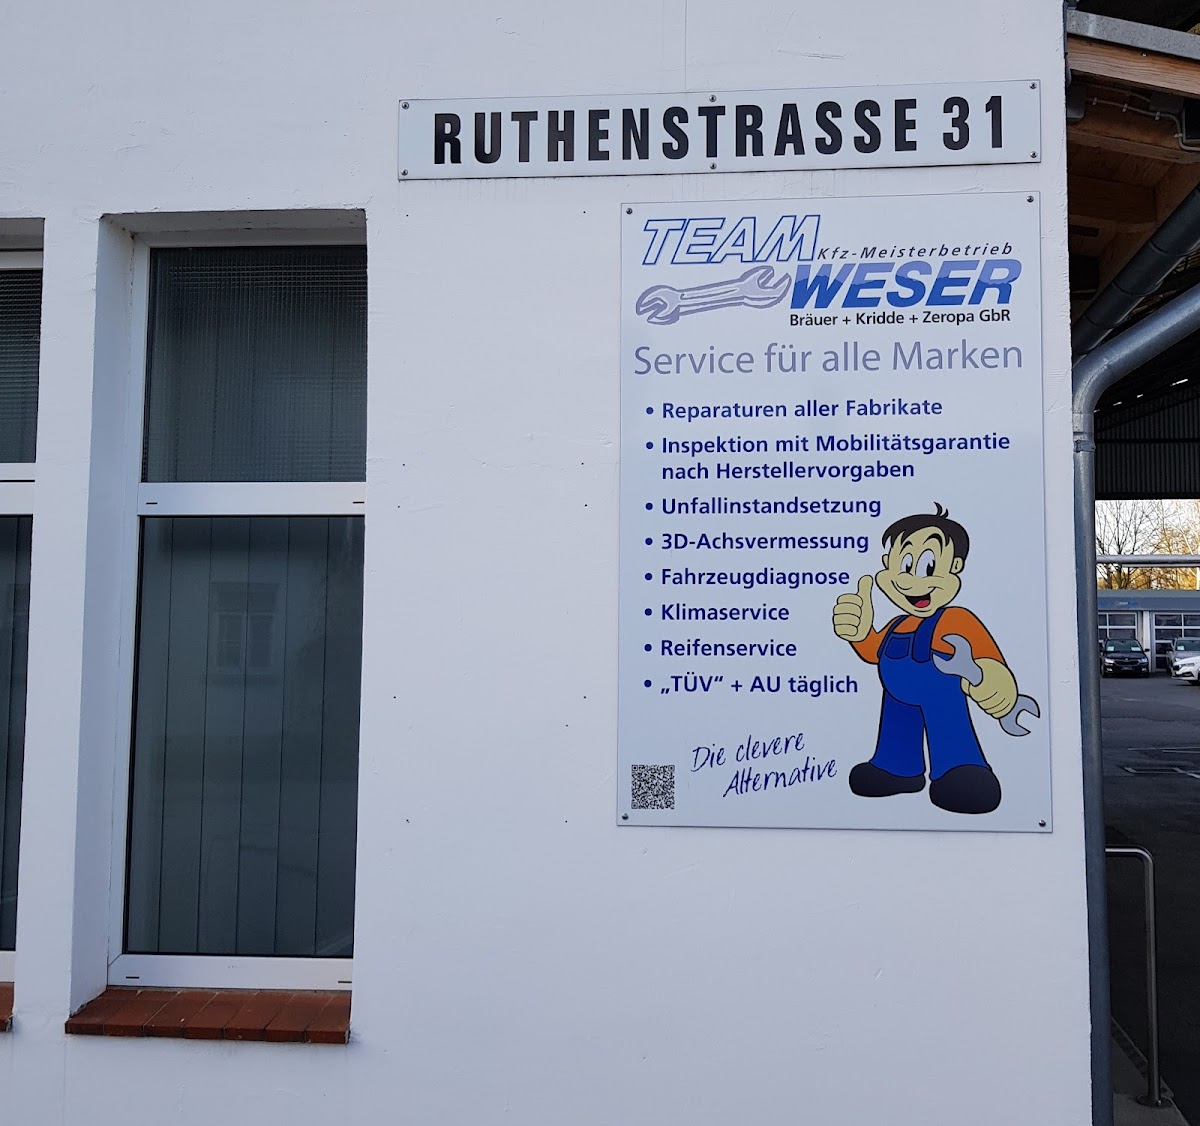 RUTHENSTRASSE 31
TEAM
Kfz-Meisterbetrieb
WESER
Bräuer + Kridde + Zeropa GbR
Service für alle Marken
• Reparaturen aller Fabrikate
• Inspektion mit Mobilitätsgarantie
nach Herstellervorgaben
• Unfallinstandsetzung
• 3D-Achsvermessung
• Fahrzeugdiagnose
• Klimaservice
• Reifenservice
• „TÜV“ + AU täglich
Die clevere
Alternative